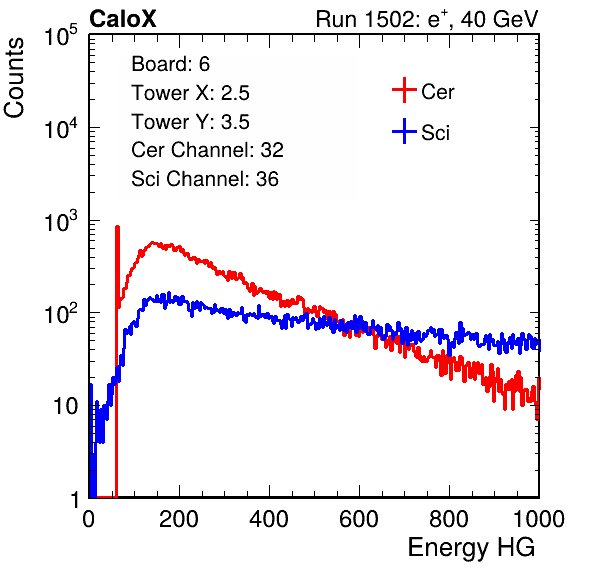 CaloX Run 1502: e⁺, 40 GeV
Board: 6
Tower X: 2.5
Tower Y: 3.5
Cer Channel: 32
Sci Channel: 36
Cer
Sci
Counts
10⁵
10⁴
10³
10²
10
1
0 200 400 600 800 1000
Energy HG